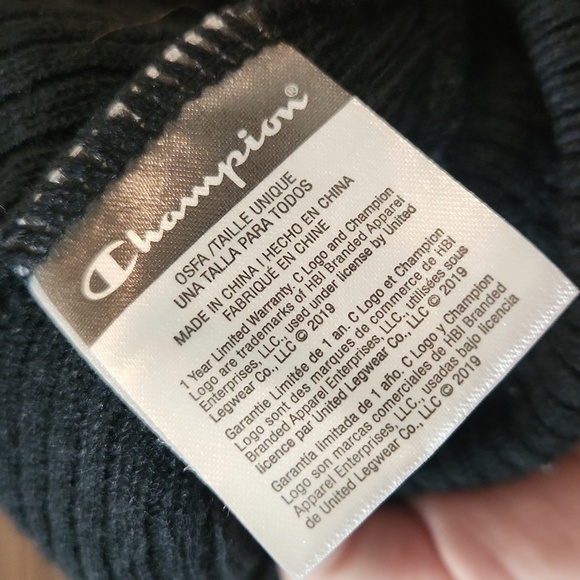 Champion®
OSFA / TAILLE UNIQUE
UNA TALLA PARA TODOS
MADE IN CHINA I HECHO EN CHINA
FABRIQUÉ EN CHINE
1 Year Limited Warranty. C Logo and Champion
Logo are trademarks of HBI Branded Apparel
Enterprises, LLC., used under license by United
Legwear Co., LLC © 2019
Garantie Limitée de 1 an. C Logo et Champion
Logo sont des marques de commerce de HBI
Branded Apparel Enterprises, LLC., utilisées sous
licence par United Legwear Co., LLC © 2019
Garantía limitada de 1 año. C Logo y Champion
Logo son marcas comerciales de HBI Branded
Apparel Enterprises, LLC., usadas bajo licencia
de United Legwear Co., LLC © 2019